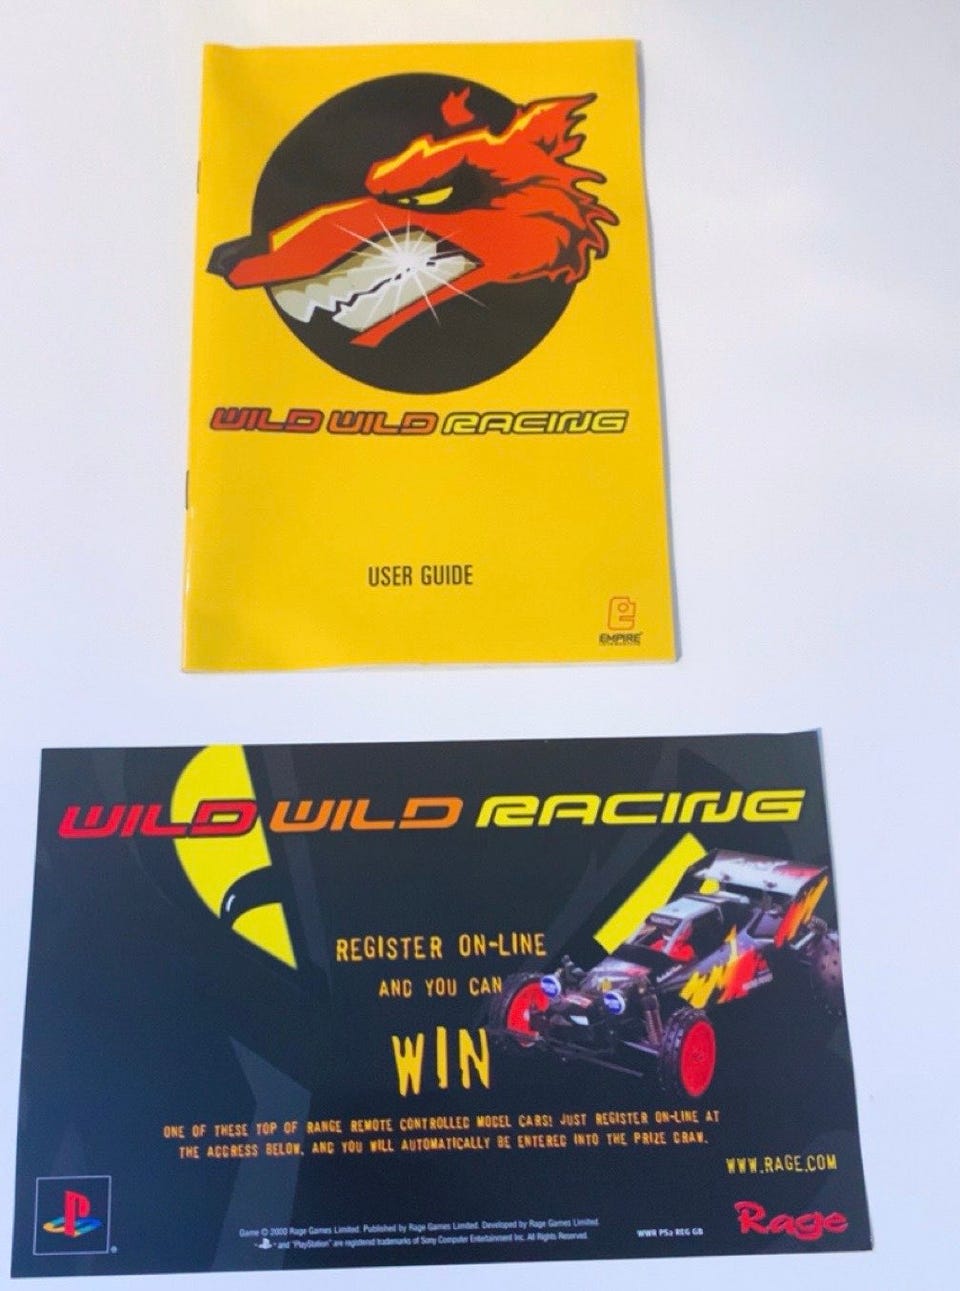 WILD WILD RACING
USER GUIDE
e
EMPIRE
WILD WILD RACING
REGISTER ON-LINE
AND YOU CAN
WIN
ONE OF THESE TOP OF RANGE REMOTE CONTROLLED MODEL CARS! JUST REGISTER ON-LINE AT
THE ADDRESS BELOW, AND YOU WILL AUTOMATICALLY BE ENTERED INTO THE PRIZE DRAW.
WWW.RAGE.COM
Rage
Game © 2000 Rage Games Limited. Published by Rage Games Limited. Developed by Rage Games Limited.
" " and "PlayStation" are registered trademarks of Sony Computer Entertainment Inc. All Rights Reserved.
WWR PS2 REG GB